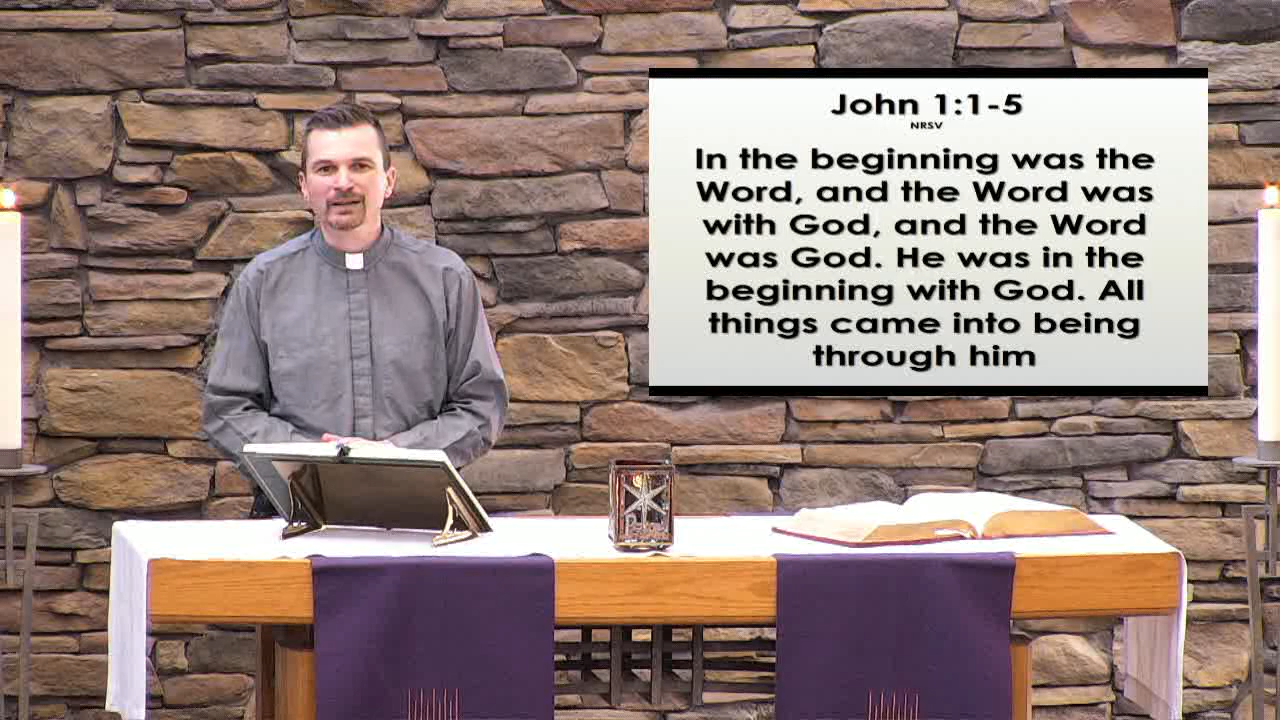 John 1:1-5
NRSV
In the beginning was the
Word, and the Word was
with God, and the Word
was God. He was in the
beginning with God. All
things came into being
through him